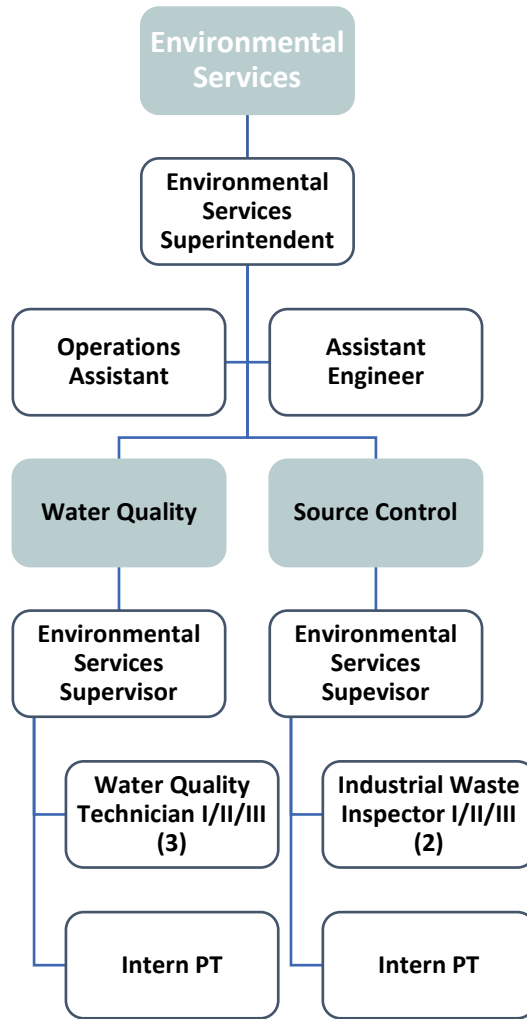 Environmental
Services
Environmental
Services
Superintendent
Operations
Assistant
Assistant
Engineer
Water Quality
Source Control
Environmental
Services
Supervisor
Environmental
Services
Supevisor
Water Quality
Technician I/II/III
(3)
Industrial Waste
Inspector I/II/III
(2)
Intern PT
Intern PT